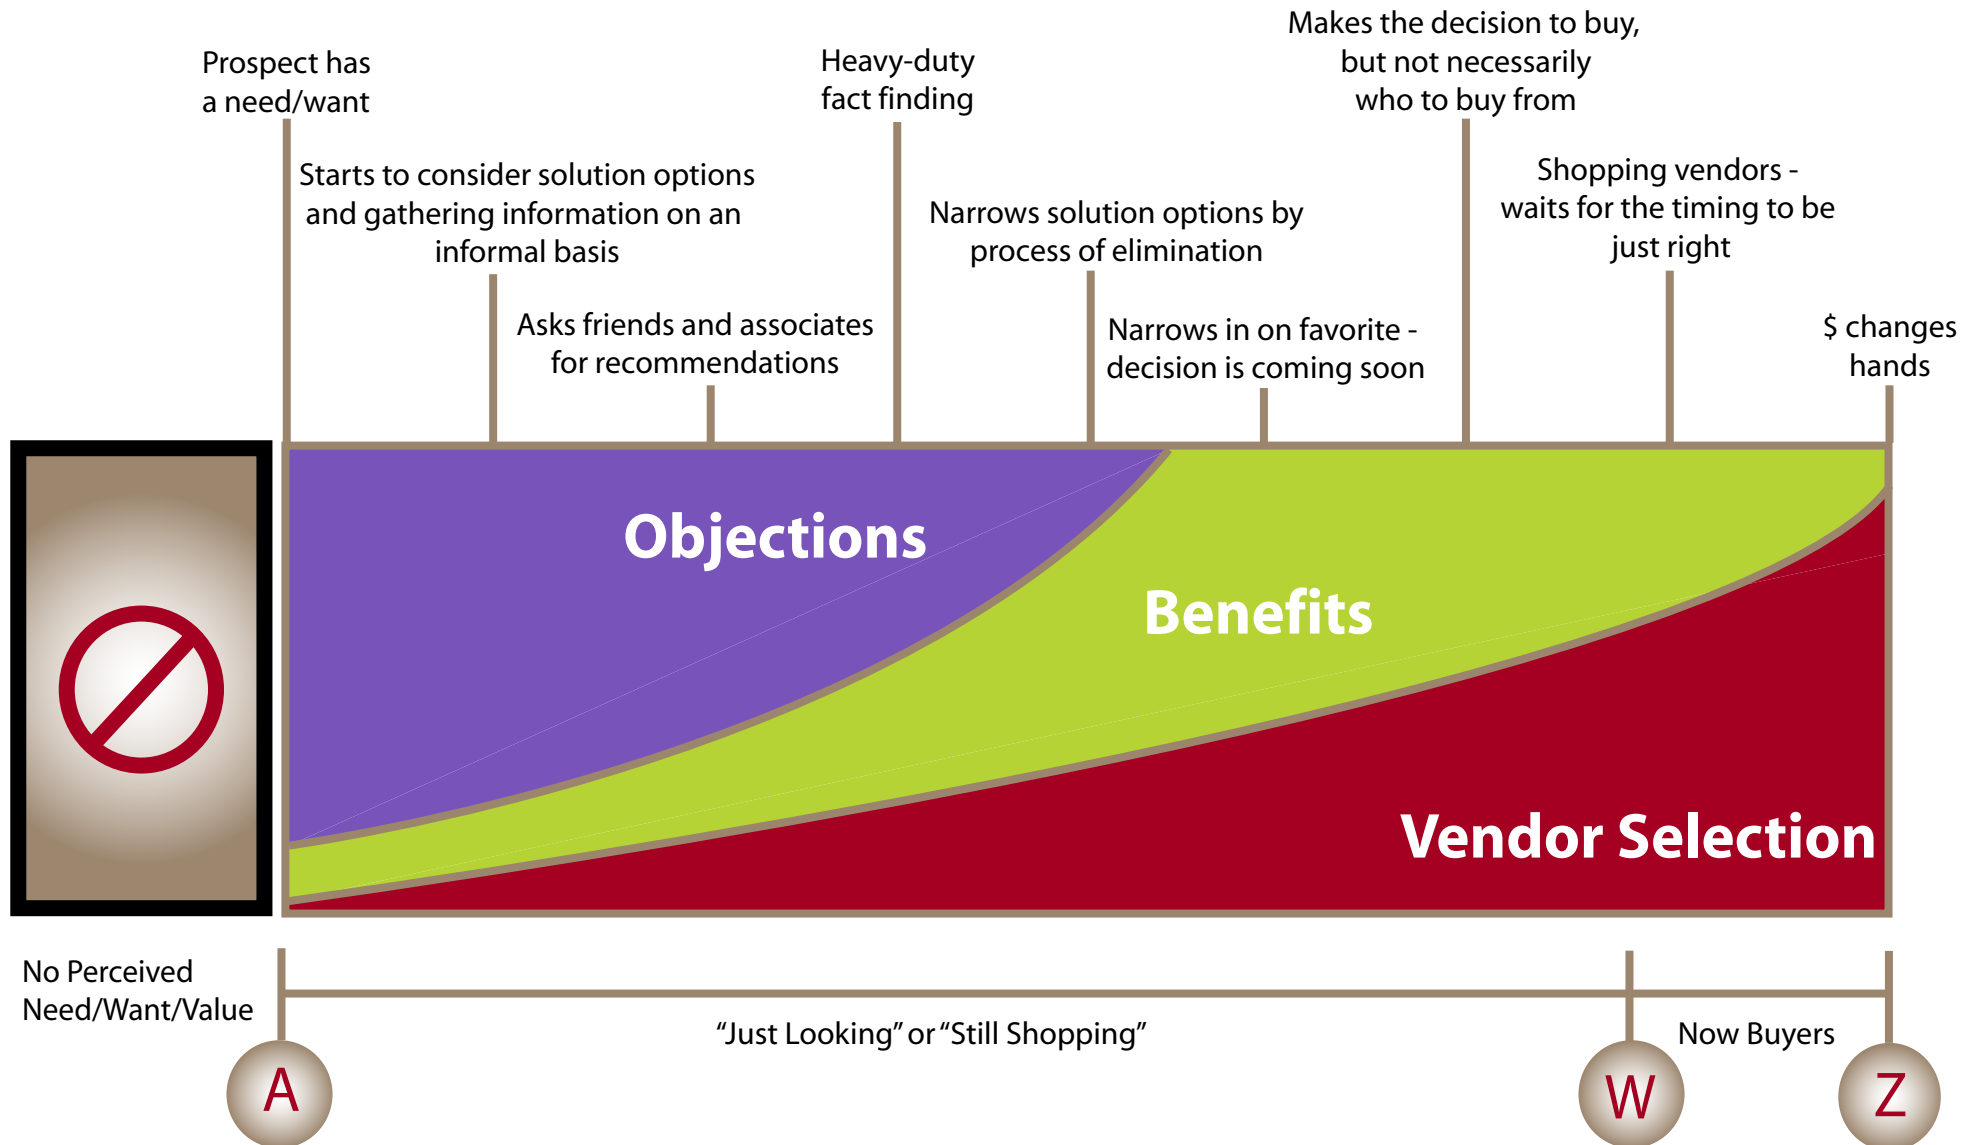 Prospect has
a need/want
Starts to consider solution options
and gathering information on an
informal basis
Asks friends and associates
for recommendations
Heavy-duty
fact finding
Narrows solution options by
process of elimination
Narrows in on favorite -
decision is coming soon
Makes the decision to buy,
but not necessarily
who to buy from
Shopping vendors -
waits for the timing to be
just right
$ changes
hands
Objections
Benefits
Vendor Selection
No Perceived
Need/Want/Value
“Just Looking” or “Still Shopping”
Now Buyers
A
W
Z